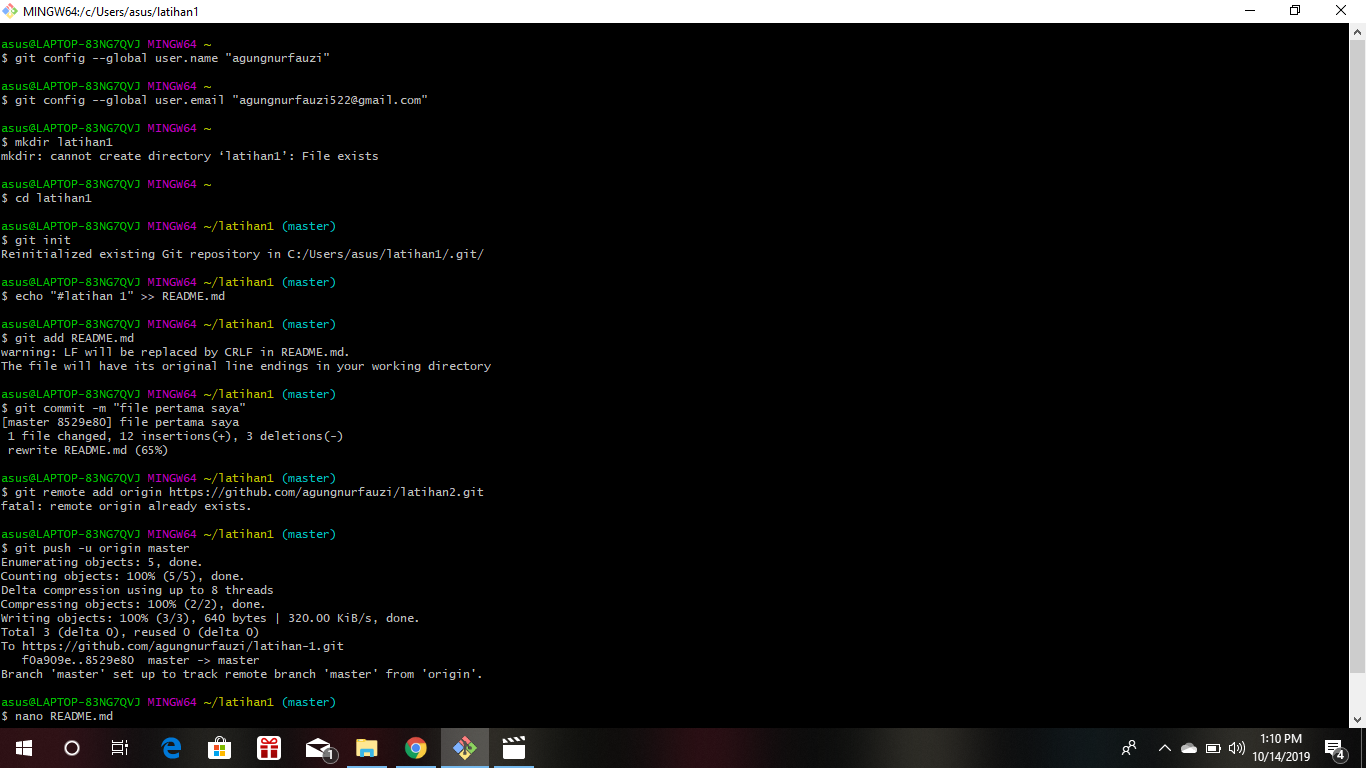 MINGW64:/c/Users/asus/latihan1
asus@LAPTOP-83NG7QVJ MINGW64 ~
$ git config --global user.name "agungnurfauzi"
asus@LAPTOP-83NG7QVJ MINGW64 ~
$ git config --global user.email "agungnurfauzi522@gmail.com"
asus@LAPTOP-83NG7QVJ MINGW64 ~
$ mkdir latihan1
mkdir: cannot create directory ‘latihan1’: File exists
asus@LAPTOP-83NG7QVJ MINGW64 ~
$ cd latihan1
asus@LAPTOP-83NG7QVJ MINGW64 ~/latihan1 (master)
$ git init
Reinitialized existing Git repository in C:/Users/asus/latihan1/.git/
asus@LAPTOP-83NG7QVJ MINGW64 ~/latihan1 (master)
$ echo "#latihan 1" >> README.md
asus@LAPTOP-83NG7QVJ MINGW64 ~/latihan1 (master)
$ git add README.md
warning: LF will be replaced by CRLF in README.md.
The file will have its original line endings in your working directory
asus@LAPTOP-83NG7QVJ MINGW64 ~/latihan1 (master)
$ git commit -m "file pertama saya"
[master 8529e80] file pertama saya
 1 file changed, 12 insertions(+), 3 deletions(-)
 rewrite README.md (65%)
asus@LAPTOP-83NG7QVJ MINGW64 ~/latihan1 (master)
$ git remote add origin https://github.com/agungnurfauzi/latihan2.git
fatal: remote origin already exists.
asus@LAPTOP-83NG7QVJ MINGW64 ~/latihan1 (master)
$ git push -u origin master
Enumerating objects: 5, done.
Counting objects: 100% (5/5), done.
Delta compression using up to 8 threads
Compressing objects: 100% (2/2), done.
Writing objects: 100% (3/3), 640 bytes | 320.00 KiB/s, done.
Total 3 (delta 0), reused 0 (delta 0)
To https://github.com/agungnurfauzi/latihan-1.git
   f0a909e..8529e80  master -> master
Branch 'master' set up to track remote branch 'master' from 'origin'.
asus@LAPTOP-83NG7QVJ MINGW64 ~/latihan1 (master)
$ nano README.md
1
1:10 PM
10/14/2019
4